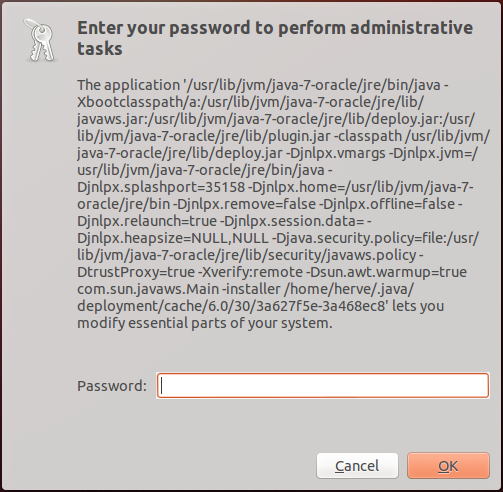 Enter your password to perform administrative
tasks
The application '/usr/lib/jvm/java-7-oracle/jre/bin/java -
Xbootclasspath/a:/usr/lib/jvm/java-7-oracle/jre/lib/
javaws.jar:/usr/lib/jvm/java-7-oracle/jre/lib/deploy.jar:/usr/
lib/jvm/java-7-oracle/jre/lib/plugin.jar -classpath /usr/lib/jvm/
java-7-oracle/jre/lib/deploy.jar -Djnlpx.vmargs -Djnlpx.jvm=/
usr/lib/jvm/java-7-oracle/jre/bin/java -
Djnlpx.splashport=35158 -Djnlpx.home=/usr/lib/jvm/java-7-
oracle/jre/bin -Djnlpx.remove=false -Djnlpx.offline=false -
Djnlpx.relaunch=true -Djnlpx.session.data= -
Djnlpx.heapsize=NULL,NULL -Djava.security.policy=file:/usr/
lib/jvm/java-7-oracle/jre/lib/security/javaws.policy -
DtrustProxy=true -Xverify:remote -Dsun.awt.warmup=true
com.sun.javaws.Main -installer /home/herve/.java/
deployment/cache/6.0/30/3a627f5e-3a468ec8' lets you
modify essential parts of your system.
Password:
Cancel
OK